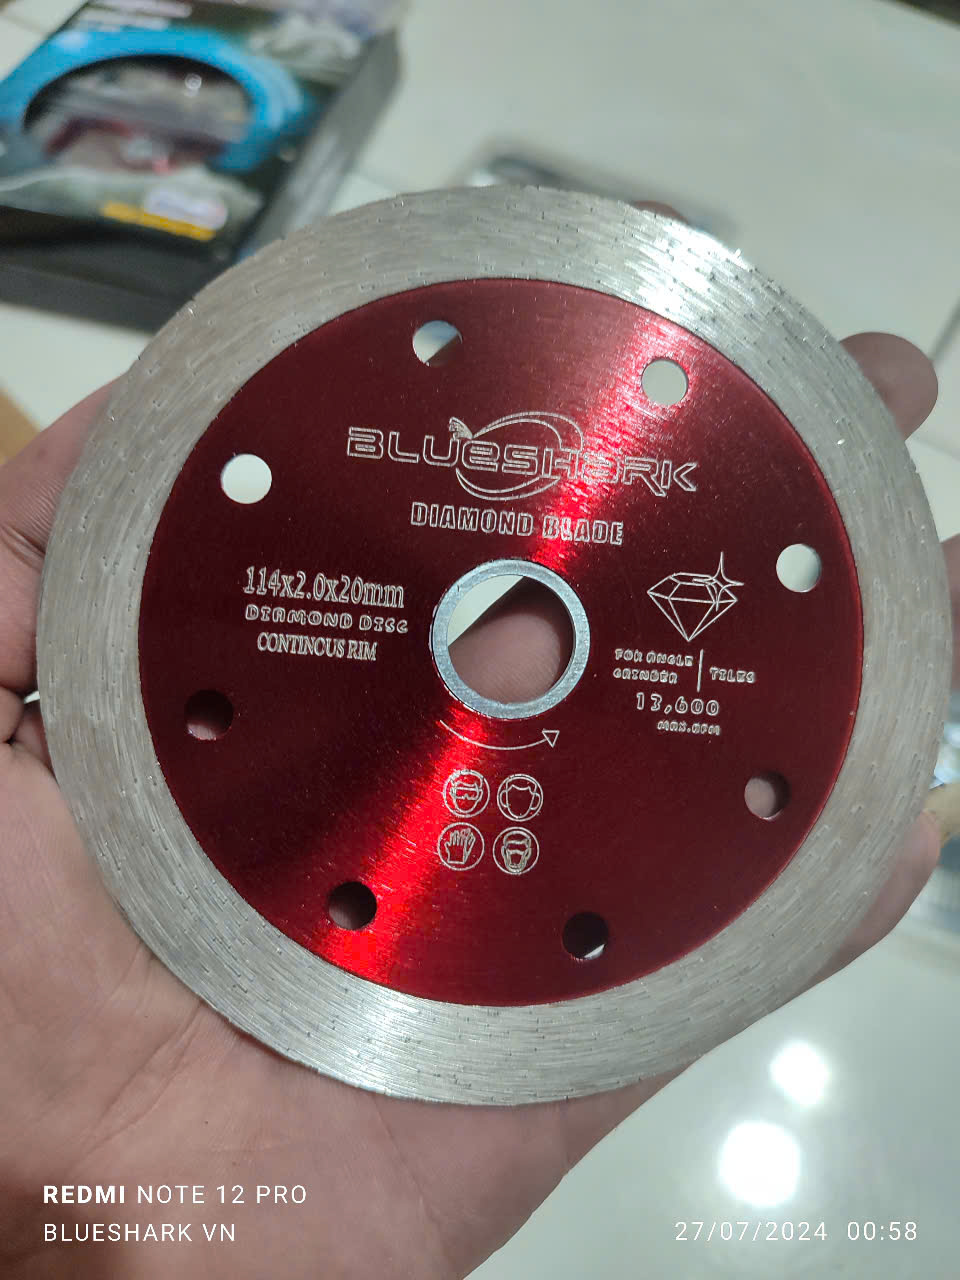 BLUESHARK
DIAMOND BLADE
114x2.0x20mm
DIAMOND DISC
CONTINOUS RIM
FOR ANGLE
GRINDER
TILES
13,600
MAX.RPM
REDMI NOTE 12 PRO
BLUESHARK VN
27/07/2024 00:58